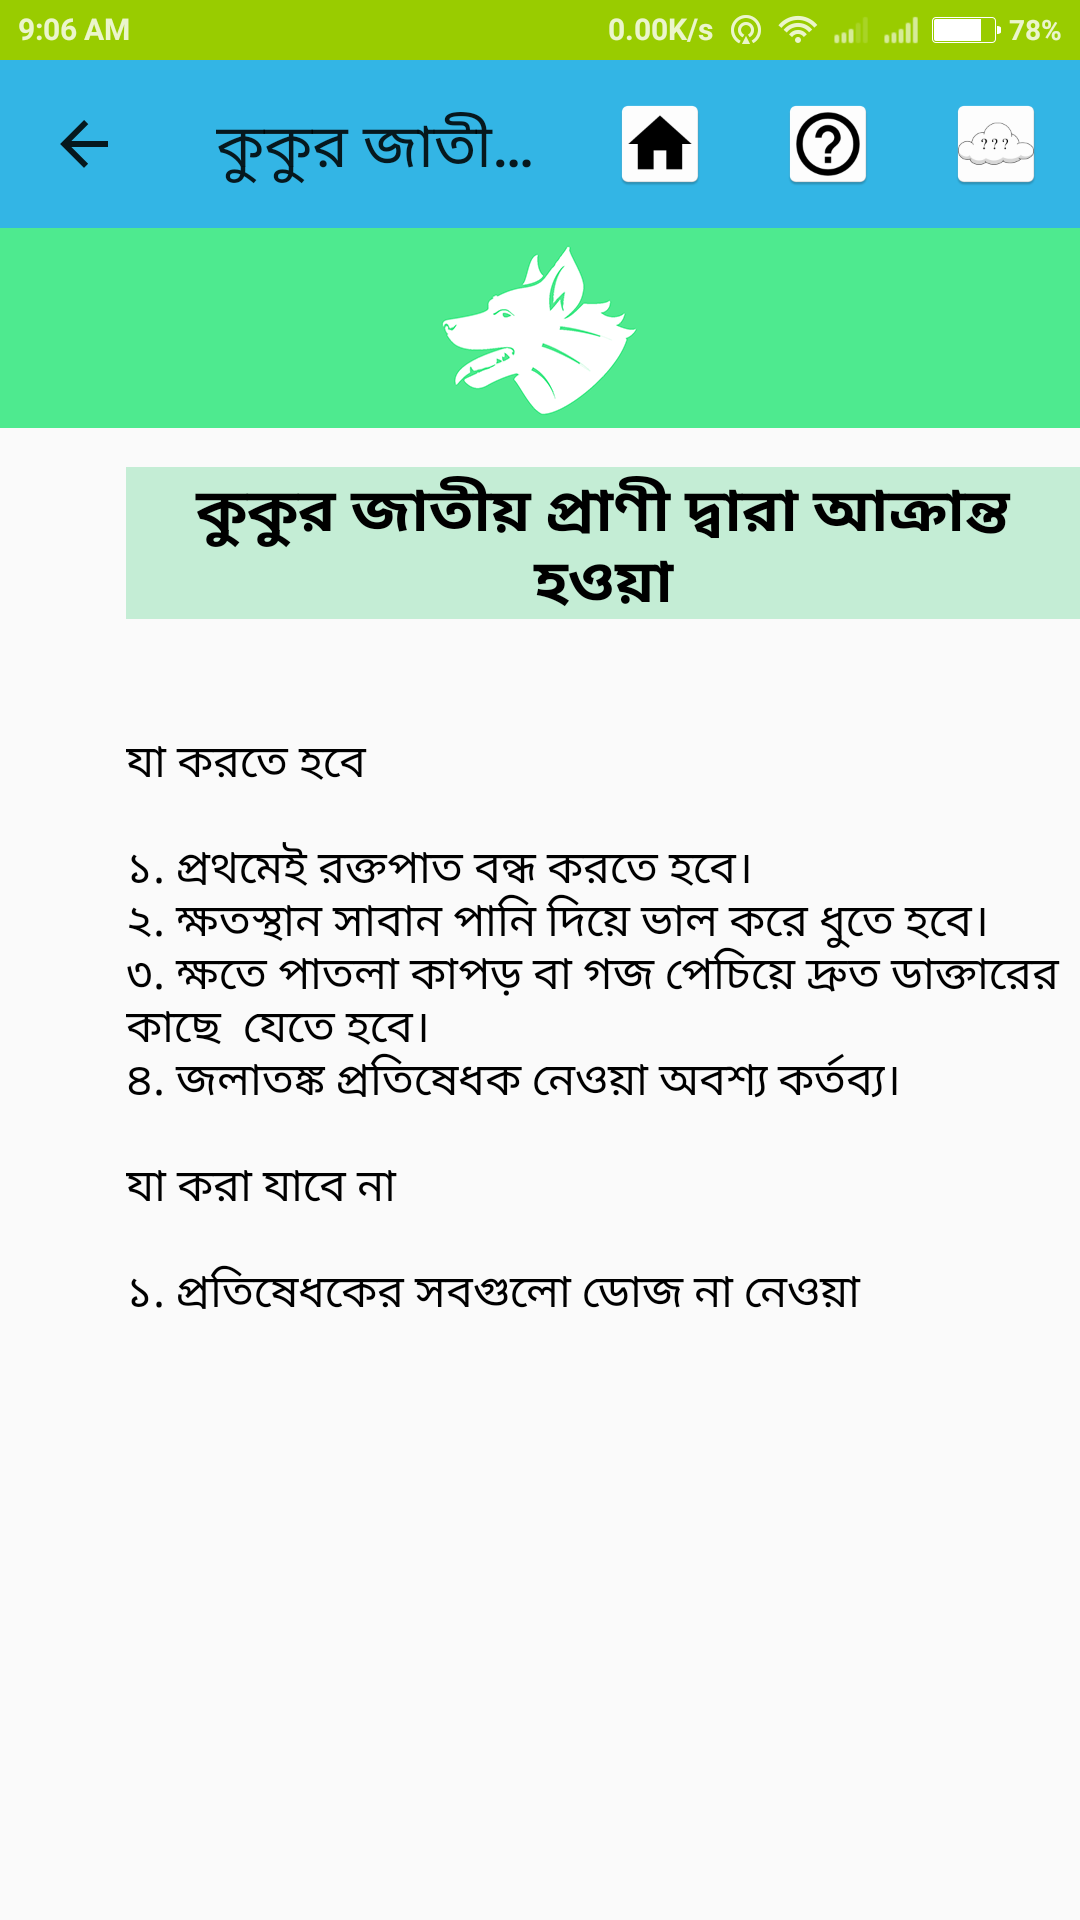 9:06 AM 0.00K/s 78%
কুকুর জাতী...
???
কুকুর জাতীয় প্রাণী দ্বারা আক্রান্ত
হওয়া
যা করতে হবে
১. প্রথমেই রক্তপাত বন্ধ করতে হবে।
২. ক্ষতস্থান সাবান পানি দিয়ে ভাল করে ধুতে হবে।
৩. ক্ষতে পাতলা কাপড় বা গজ পেচিয়ে দ্রুত ডাক্তারের
কাছে  যেতে হবে।
৪. জলাতঙ্ক প্রতিষেধক নেওয়া অবশ্য কর্তব্য।
যা করা যাবে না
১. প্রতিষেধকের সবগুলো ডোজ না নেওয়া